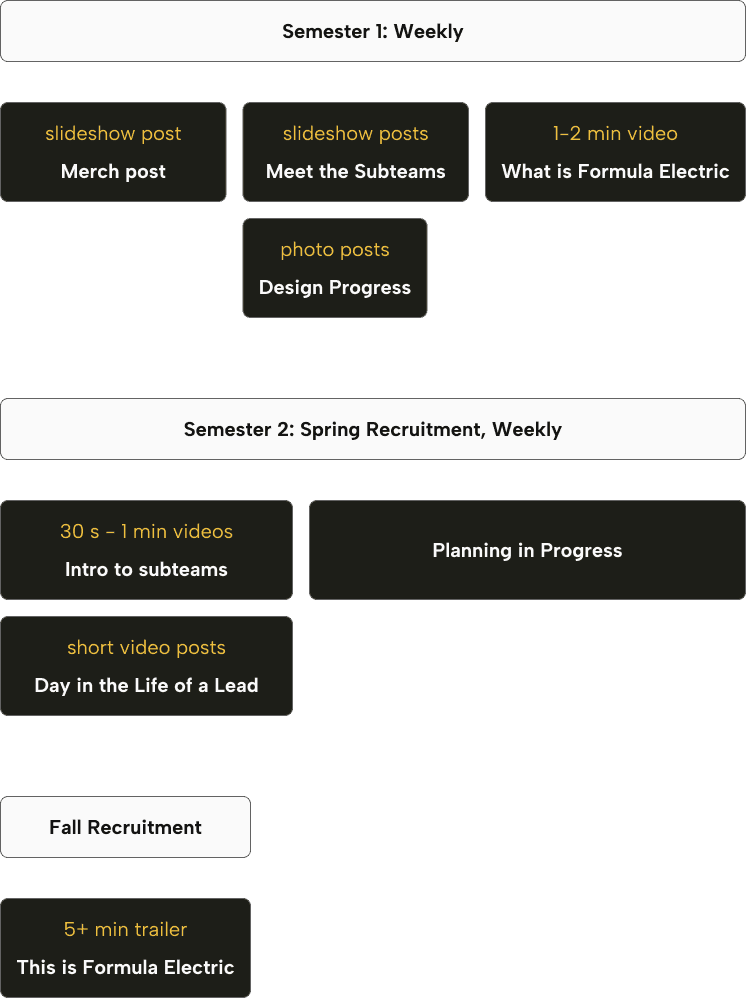 Semester 1: Weekly
slideshow post
Merch post
slideshow posts
Meet the Subteams
1-2 min video
What is Formula Electric
photo posts
Design Progress
Semester 2: Spring Recruitment, Weekly
30 s - 1 min videos
Intro to subteams
Planning in Progress
short video posts
Day in the Life of a Lead
Fall Recruitment
5+ min trailer
This is Formula Electric